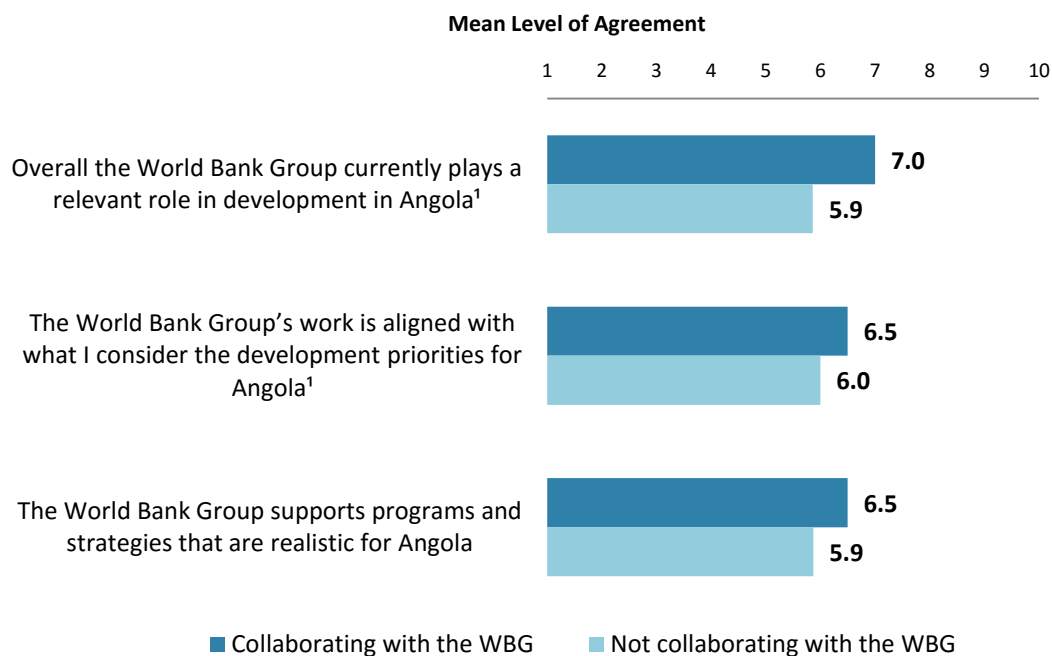 Mean Level of Agreement
1 2 3 4 5 6 7 8 9 10
Overall the World Bank Group currently plays a
relevant role in development in Angola¹
7.0
5.9
The World Bank Group’s work is aligned with
what I consider the development priorities for
Angola¹
6.5
6.0
The World Bank Group supports programs and
strategies that are realistic for Angola
6.5
5.9
Collaborating with the WBG Not collaborating with the WBG